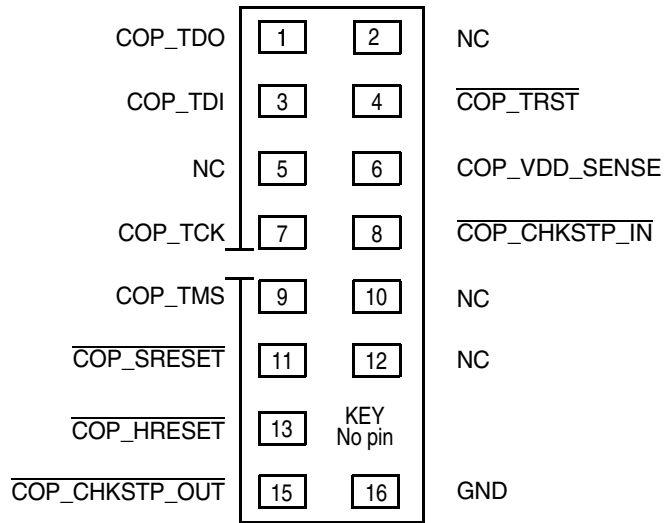 COP_TDO 1 2 NC
COP_TDI 3 4 COP_TRST
NC 5 6 COP_VDD_SENSE
COP_TCK 7 8 COP_CHKSTP_IN
COP_TMS 9 10 NC
COP_SRESET 11 12 NC
COP_HRESET 13 KEY
No pin
COP_CHKSTP_OUT 15 16 GND